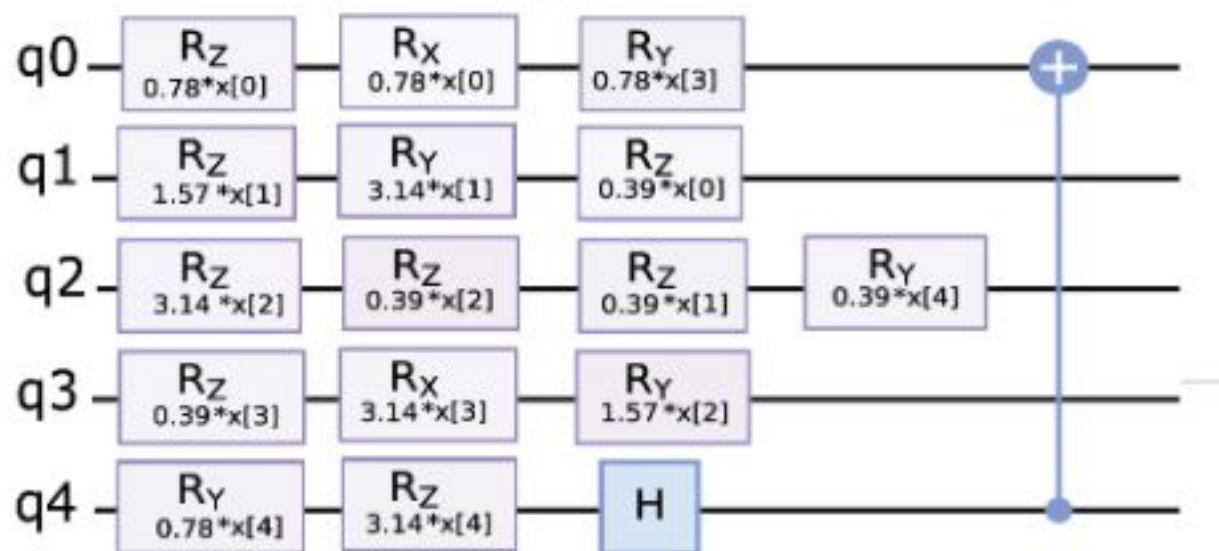 q0 R_Z R_X R_Y
0.78*x[0] 0.78*x[0] 0.78*x[3]
q1 R_Z R_Y R_Z
1.57*x[1] 3.14*x[1] 0.39*x[0]
q2 R_Z R_Z R_Z R_Y
3.14*x[2] 0.39*x[2] 0.39*x[1] 0.39*x[4]
q3 R_Z R_X R_Y
0.39*x[3] 3.14*x[3] 1.57*x[2]
q4 R_Y R_Z H
0.78*x[4] 3.14*x[4]